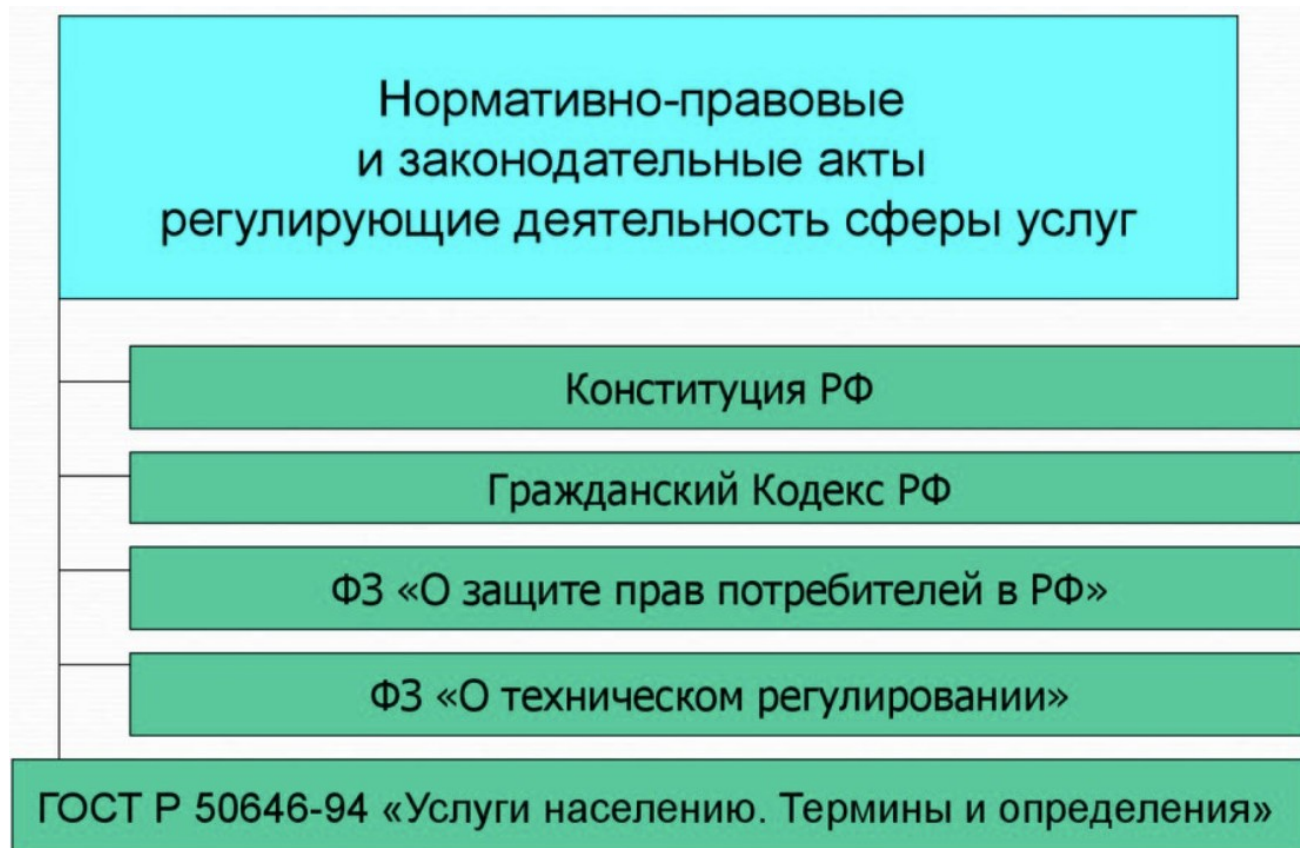 Нормативно-правовые
и законодательные акты
регулирующие деятельность сферы услуг
Конституция РФ
Гражданский Кодекс РФ
ФЗ «О защите прав потребителей в РФ»
ФЗ «О техническом регулировании»
ГОСТ Р 50646-94 «Услуги населению. Термины и определения»